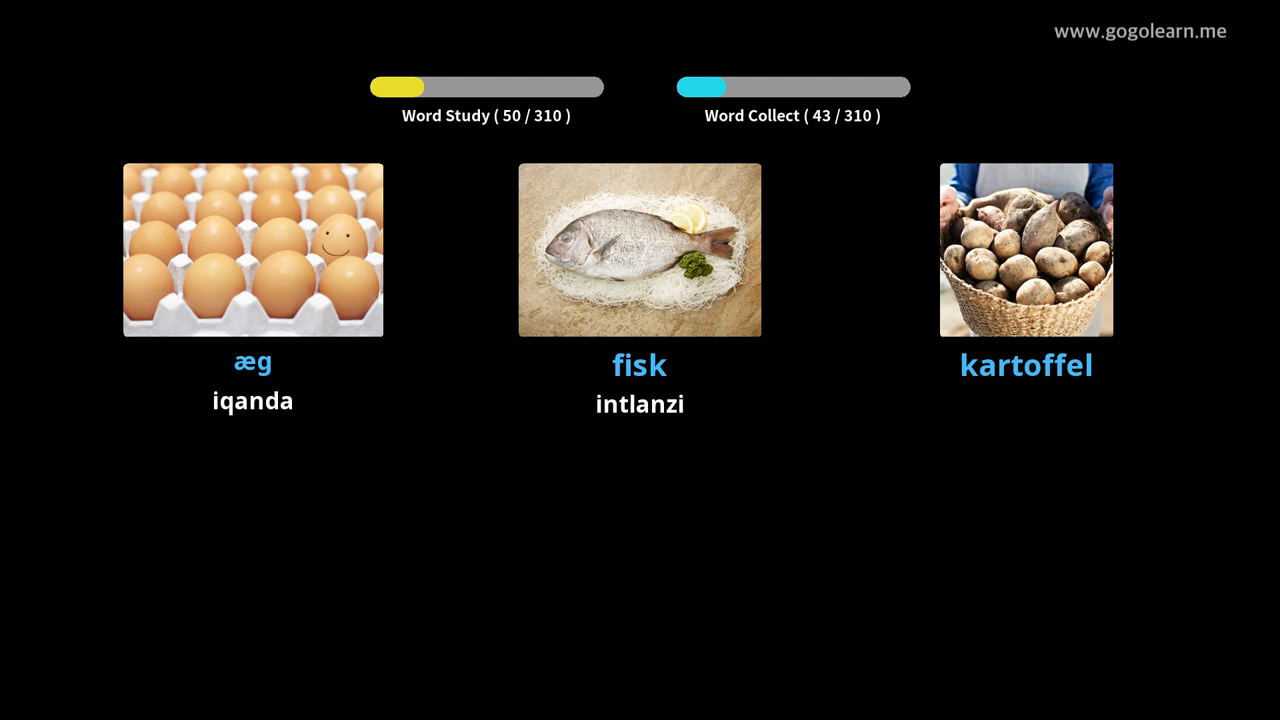 www.gogolearn.me
Word Study ( 50 / 310 )
Word Collect ( 43 / 310 )
æg
iqanda
fisk
intlanzi
kartoffel